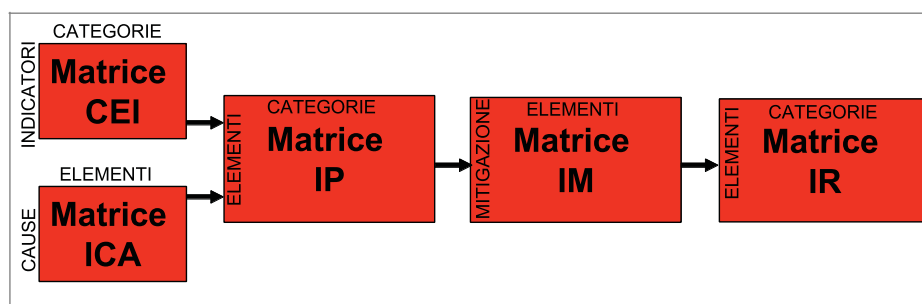 CATEGORIE
INDICATORI
Matrice
CEI
ELEMENTI
CAUSE
Matrice
ICA
CATEGORIE
ELEMENTI
Matrice
IP
ELEMENTI
MITIGAZIONE
Matrice
IM
CATEGORIE
ELEMENTI
Matrice
IR